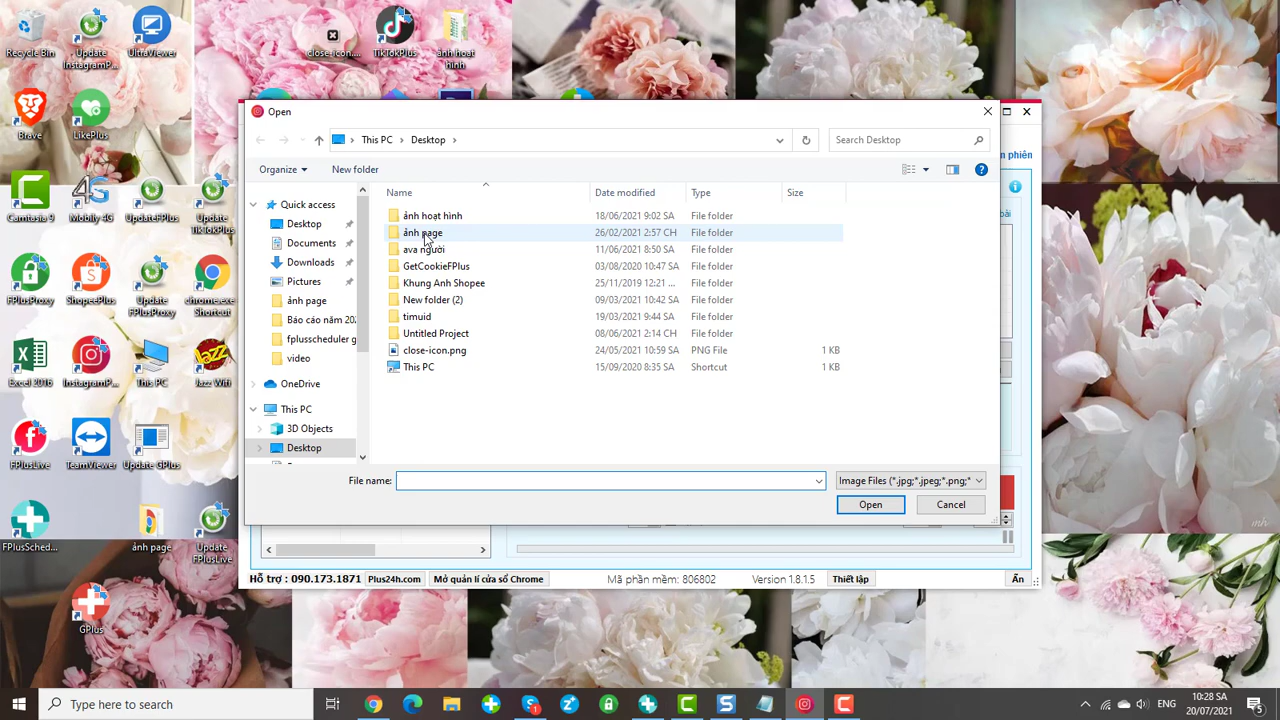 Recycle Bin
Update InstagramP...
UltraViewer
close-icon....
TikTokPlus
ảnh hoat hình
Brave
LikePlus
Camtasia 9
Mobily 4G
UpdateFPlus
Update TikTokPlus
FPlusProxy
ShopeePlus
Update FPlusProxy
chrome.exe Shortcut
Excel 2016
InstagramP...
This PC
Jazz Wifi
FPlusLive
TeamViewer
Update GPlus
FPlusSched...
ảnh page
Update FPlusLive
GPlus
Open
This PC > Desktop >
Search Desktop
Organize
New folder
Name
Date modified
Type
Size
Quick access
Desktop
Documents
Downloads
Pictures
ảnh page
Báo cáo năm 202
fplusscheduler g
video
OneDrive
This PC
3D Objects
Desktop
ảnh hoạt hình 18/06/2021 9:02 SA File folder
ảnh page 26/02/2021 2:57 CH File folder
ava người 11/06/2021 8:50 SA File folder
GetCookieFPlus 03/08/2020 10:47 SA File folder
Khung Anh Shopee 25/11/2019 12:21 ... File folder
New folder (2) 09/03/2021 10:42 SA File folder
timuid 19/03/2021 9:44 SA File folder
Untitled Project 08/06/2021 2:14 CH File folder
close-icon.png 24/05/2021 10:59 SA PNG File 1 KB
This PC 15/09/2020 8:35 SA Shortcut 1 KB
File name:
Image Files (*.jpg;*.jpeg;*.png;*
Open
Cancel
n phiên
Hỗ trợ : 090.173.1871
Plus24h.com
Mở quản lí cửa sổ Chrome
Mã phần mềm: 806802
Version 1.8.1.5
Thiết lập
Ẩn
Type here to search
ENG
10:28 SA
20/07/2021